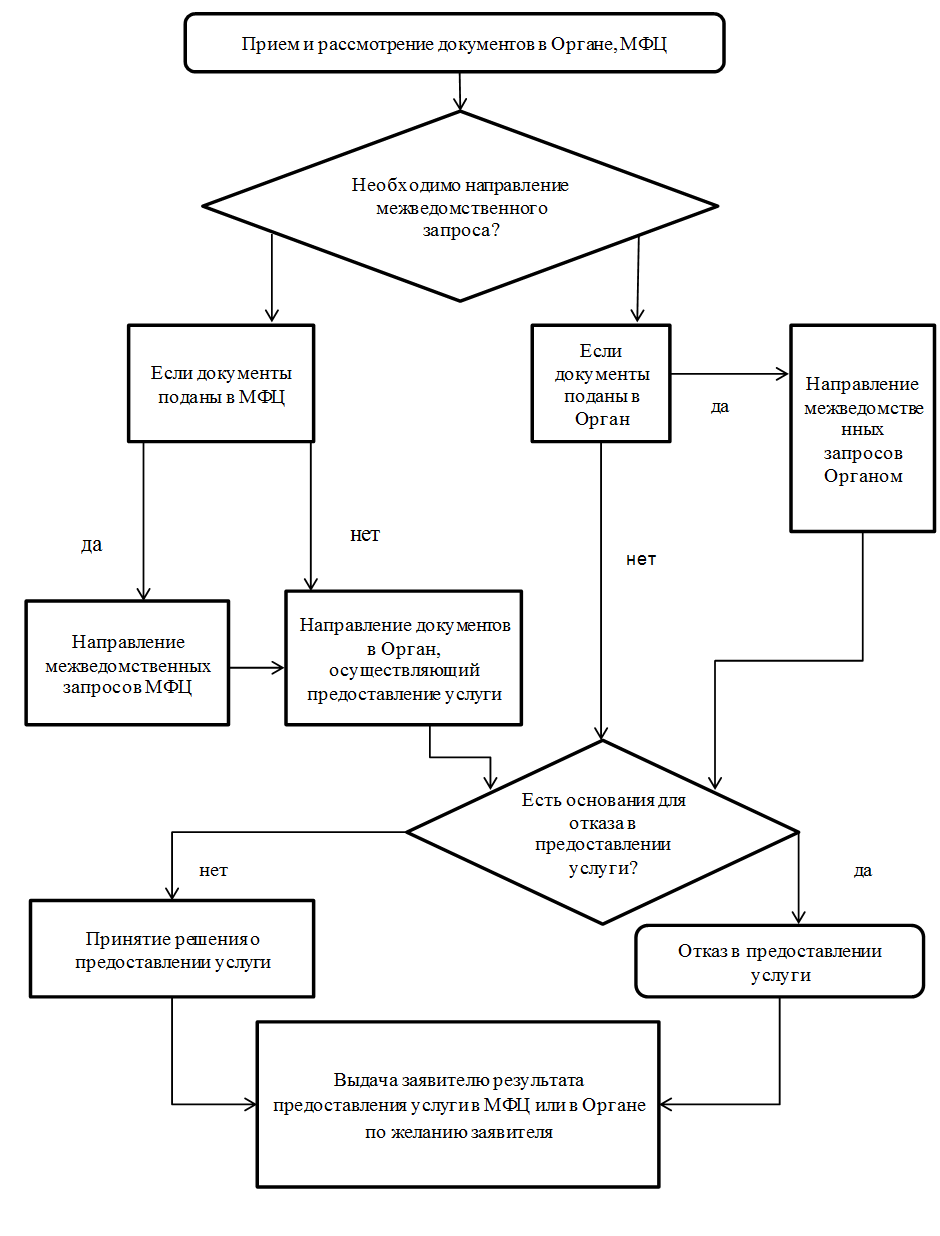 Прием и рассмотрение документов в Органе, МФЦ
Необходимо направление
межведомственного
запроса?
Если документы
поданы в МФЦ
Если
документы
поданы в
Орган
да
Направление
межведомстве
нных
запросов
Органом
да
нет
нет
Направление
межведомственных
запросов МФЦ
Направление документов
в Орган,
осуществляющий
предоставление услуги
Есть основания для
отказа в
предоставлении
услуги?
нет
да
Принятие решения о
предоставлении услуги
Отказ в предоставлении
услуги
Выдача заявителю результата
предоставления услуги в МФЦ или в Органе
по желанию заявителя